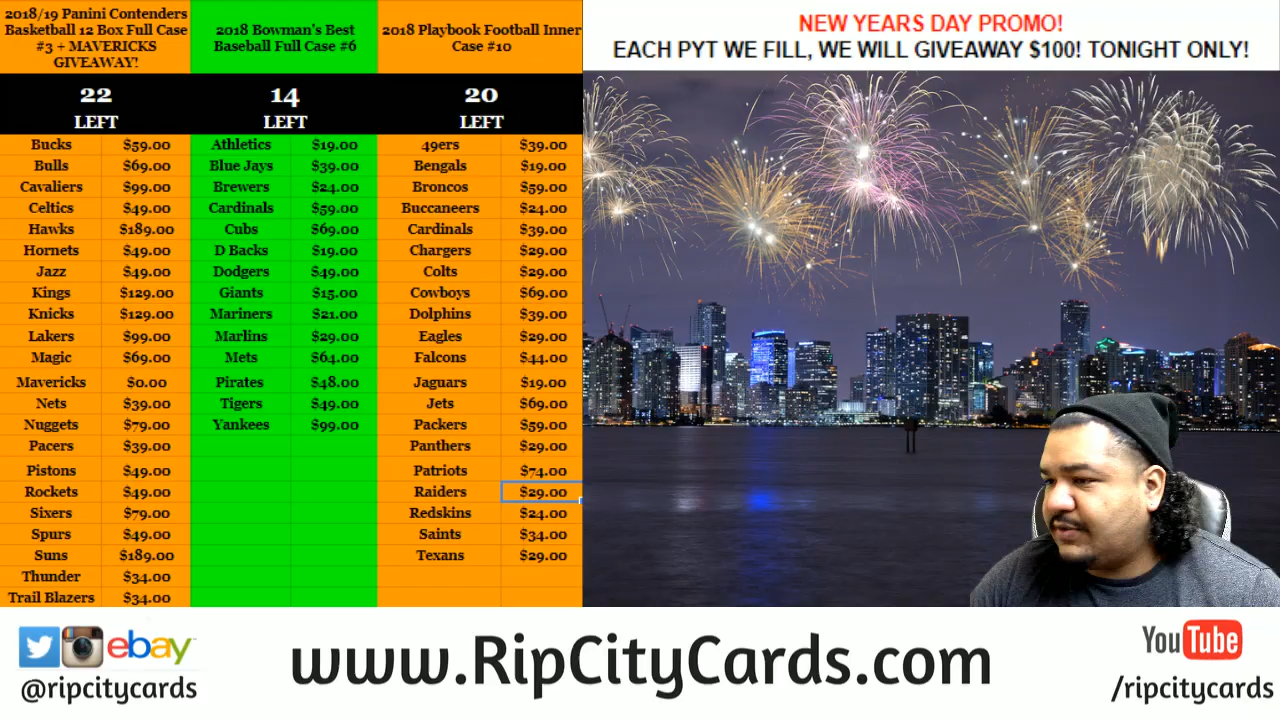 2018/19 Panini Contenders
Basketball 12 Box Full Case
#3 + MAVERICKS
GIVEAWAY!
22
LEFT
Bucks $59.00
Bulls $69.00
Cavaliers $99.00
Celtics $49.00
Hawks $189.00
Hornets $49.00
Jazz $49.00
Kings $129.00
Knicks $129.00
Lakers $99.00
Magic $69.00
Mavericks $0.00
Nets $39.00
Nuggets $79.00
Pacers $39.00
Pistons $49.00
Rockets $49.00
Sixers $79.00
Spurs $49.00
Suns $189.00
Thunder $34.00
Trail Blazers $34.00
2018 Bowman's Best
Baseball Full Case #6
14
LEFT
Athletics $19.00
Blue Jays $39.00
Brewers $24.00
Cardinals $59.00
Cubs $69.00
D Backs $19.00
Dodgers $49.00
Giants $15.00
Mariners $21.00
Marlins $29.00
Mets $64.00
Pirates $48.00
Tigers $49.00
Yankees $99.00
2018 Playbook Football Inner
Case #10
20
LEFT
49ers $39.00
Bengals $19.00
Broncos $59.00
Buccaneers $24.00
Cardinals $39.00
Chargers $29.00
Colts $29.00
Cowboys $69.00
Dolphins $39.00
Eagles $29.00
Falcons $44.00
Jaguars $19.00
Jets $69.00
Packers $59.00
Panthers $29.00
Patriots $74.00
Raiders $29.00
Redskins $24.00
Saints $34.00
Texans $29.00
NEW YEARS DAY PROMO!
EACH PYT WE FILL, WE WILL GIVEAWAY $100! TONIGHT ONLY!
ebay
@ripcitycards
www.RipCityCards.com
YouTube
/ripcitycards